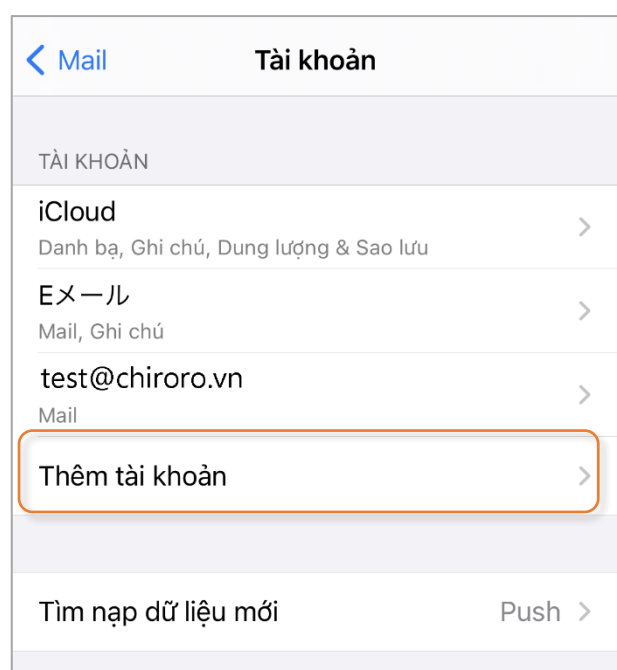 Mail
Tài khoản
TÀI KHOẢN
iCloud
Danh bạ, Ghi chú, Dung lượng & Sao lưu
Eメール
Mail, Ghi chú
test@chiroro.vn
Mail
Thêm tài khoản
Tìm nạp dữ liệu mới
Push